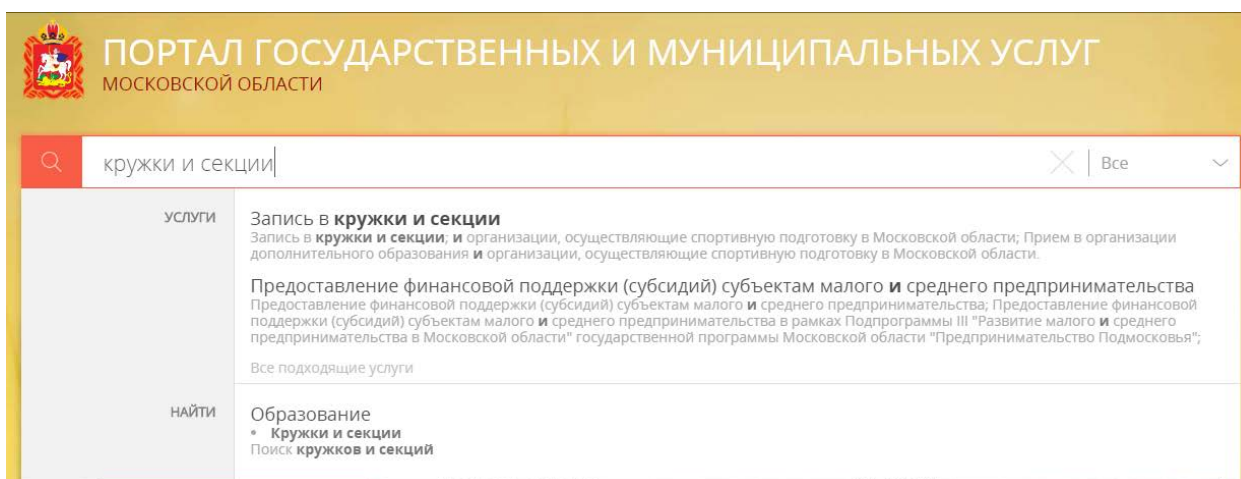 ПОРТАЛ ГОСУДАРСТВЕННЫХ И МУНИЦИПАЛЬНЫХ УСЛУГ
МОСКОВСКОЙ ОБЛАСТИ
кружки и секции
Все
УСЛУГИ
Запись в кружки и секции
Запись в кружки и секции; и организации, осуществляющие спортивную подготовку в Московской области; Прием в организации
дополнительного образования и организации, осуществляющие спортивную подготовку в Московской области.
Предоставление финансовой поддержки (субсидий) субъектам малого и среднего предпринимательства
Предоставление финансовой поддержки (субсидий) субъектам малого и среднего предпринимательства; Предоставление финансовой
поддержки (субсидий) субъектам малого и среднего предпринимательства в рамках Подпрограммы III "Развитие малого и среднего
предпринимательства в Московской области" государственной программы Московской области "Предпринимательство Подмосковья";
Все подходящие услуги
НАЙТИ
Образование
• Кружки и секции
Поиск кружков и секций